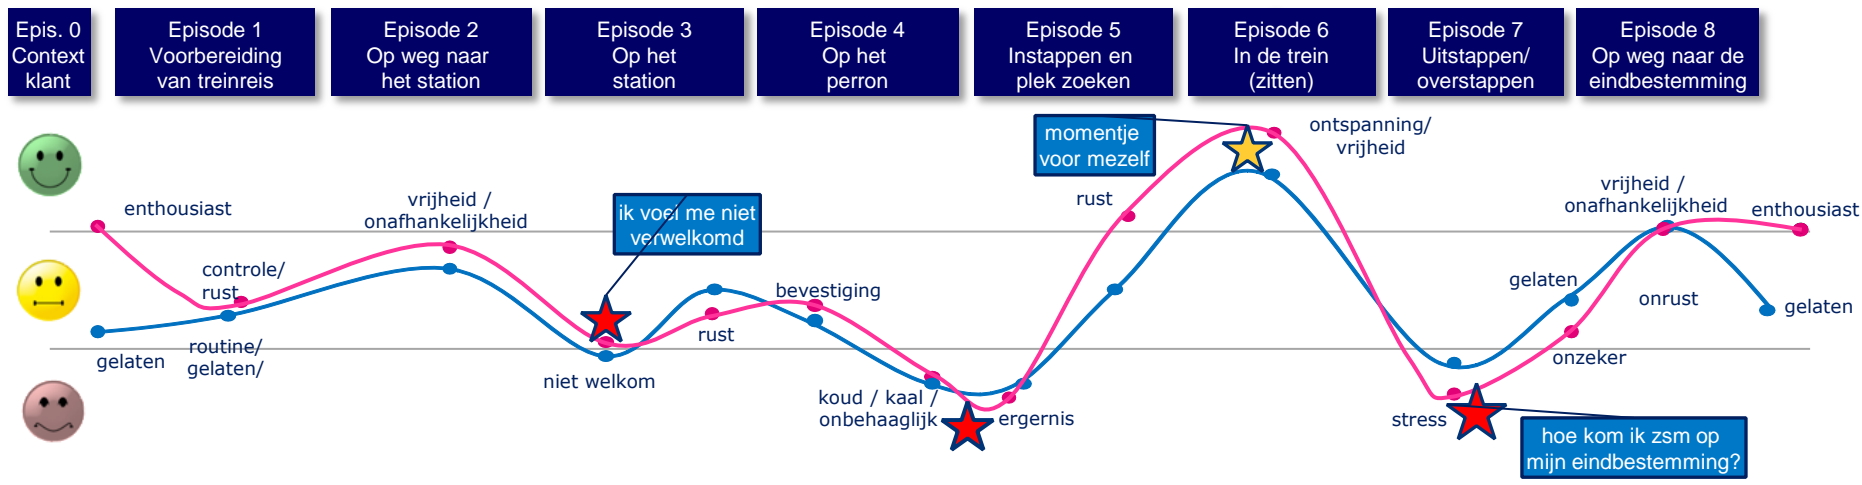 Epis. 0
Context
klant
Episode 1
Voorbereiding
van treinreis
Episode 2
Op weg naar
het station
Episode 3
Op het
station
Episode 4
Op het
perron
Episode 5
Instappen en
plek zoeken
Episode 6
In de trein
(zitten)
Episode 7
Uitstappen/
overstappen
Episode 8
Op weg naar de
eindbestemming
enthousiast
controle/
rust
gelaten
routine/
gelaten/
vrijheid /
onafhankelijkheid
ik voel me niet
verwelkomd
niet welkom
rust
bevestiging
koud / kaal /
onbehaaglijk
ergernis
rust
momentje
voor mezelf
ontspanning/
vrijheid
stress
hoe kom ik zsm op
mijn eindbestemming?
gelaten
onzeker
vrijheid /
onafhankelijkheid
onrust
enthousiast
gelaten